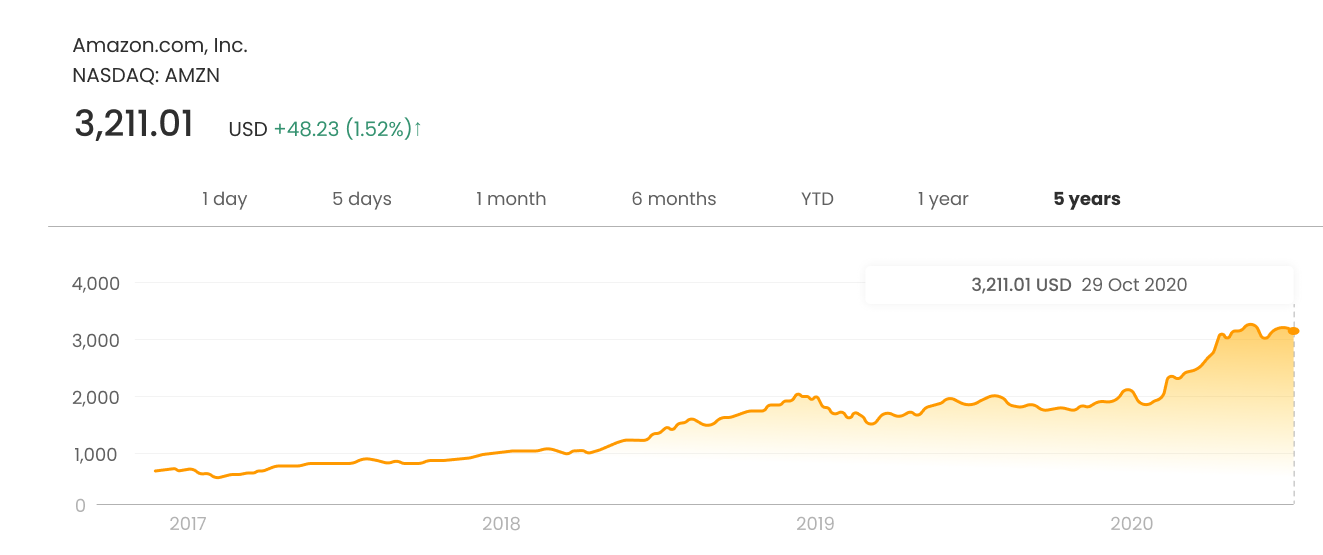 Amazon.com, Inc.
NASDAQ: AMZN
3,211.01 USD +48.23 (1.52%)↑
1 day 5 days 1 month 6 months YTD 1 year 5 years
3,211.01 USD 29 Oct 2020
4,000
3,000
2,000
1,000
0
2017 2018 2019 2020